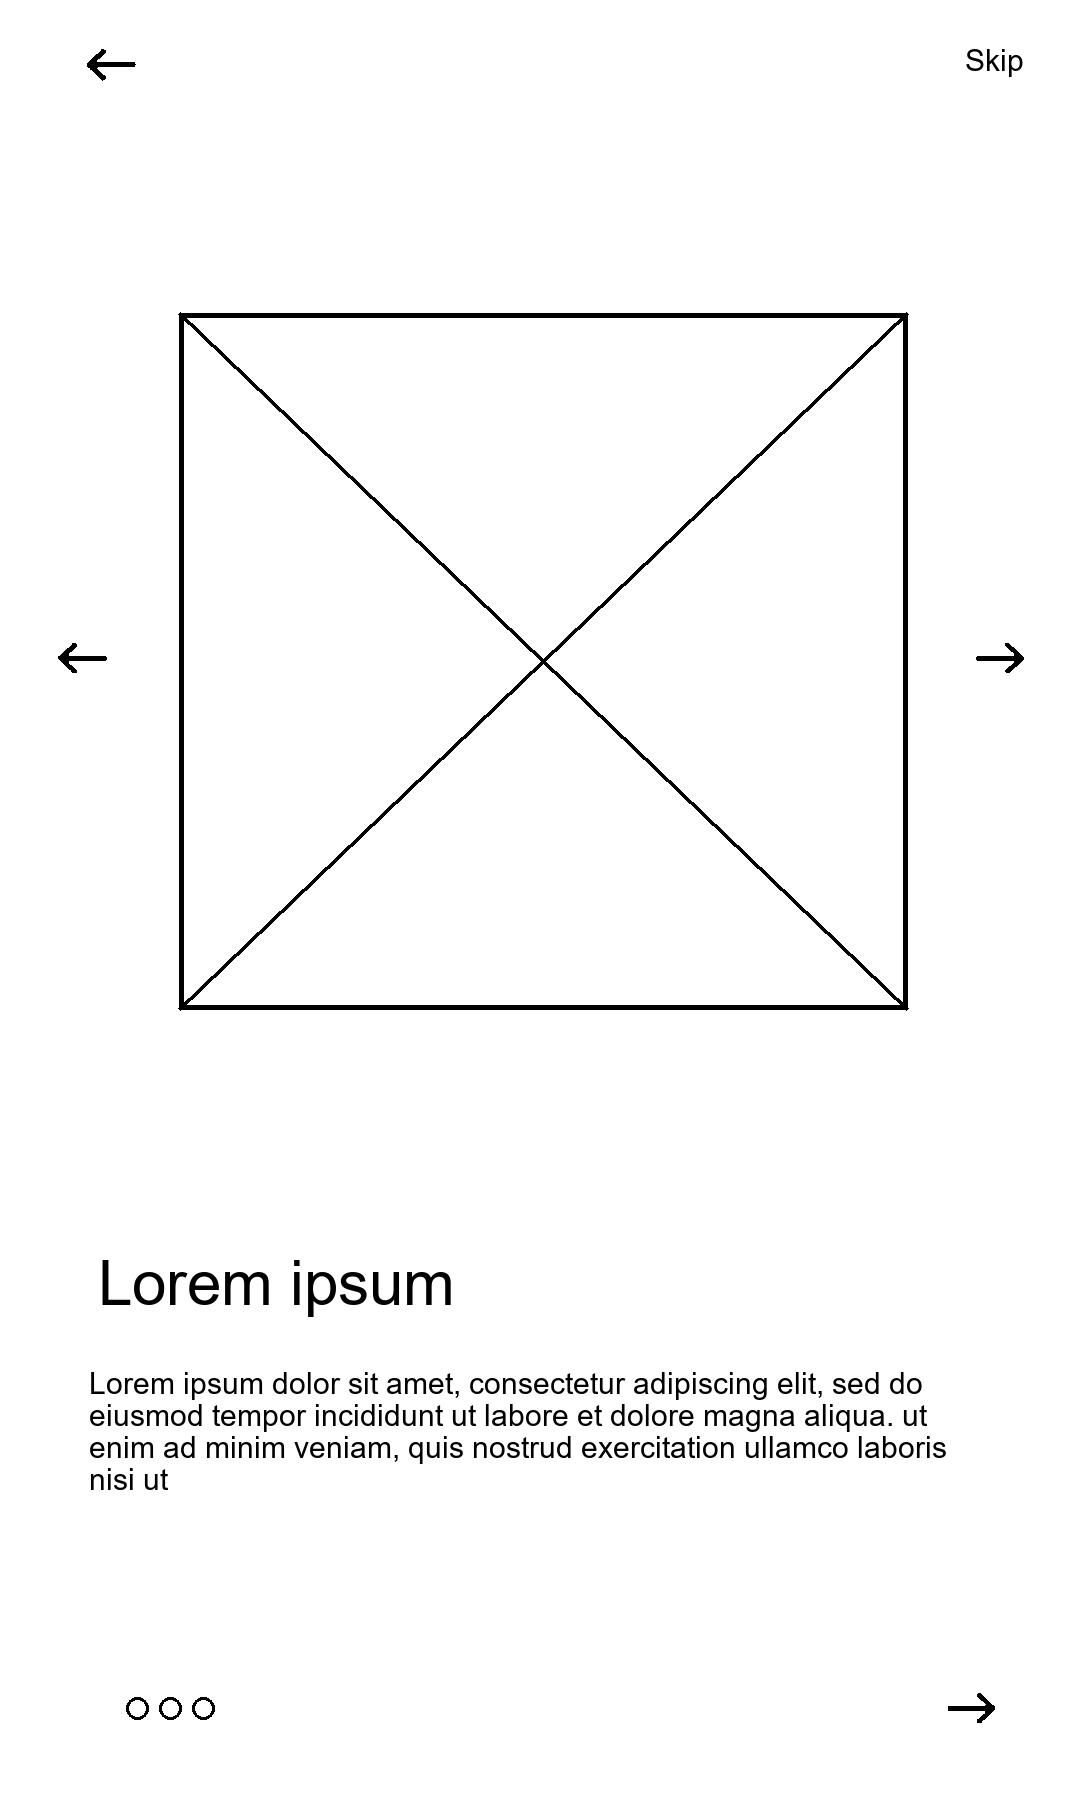 Skip
Lorem ipsum
Lorem ipsum dolor sit amet, consectetur adipiscing elit, sed do
eiusmod tempor incididunt ut labore et dolore magna aliqua. ut
enim ad minim veniam, quis nostrud exercitation ullamco laboris
nisi ut